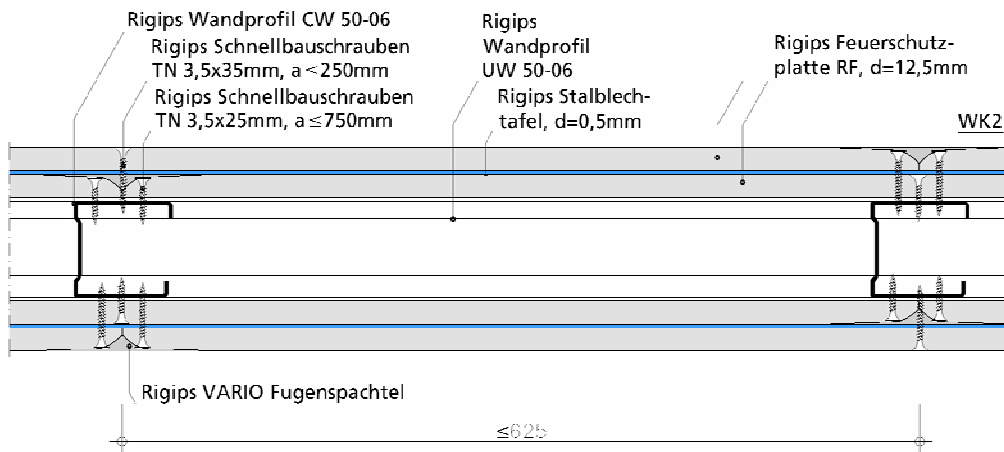 Rigips Wandprofil CW 50-06
Rigips Schnellbauschrauben
TN 3,5x35mm, a<250mm
Rigips Schnellbauschrauben
TN 3,5x25mm, a≤750mm
Rigips
Wandprofil
UW 50-06
Rigips Stalblech-
tafel, d=0,5mm
Rigips Feuerschutz-
platte RF, d=12,5mm
WK2
Rigips VARIO Fugenspachtel
≤625